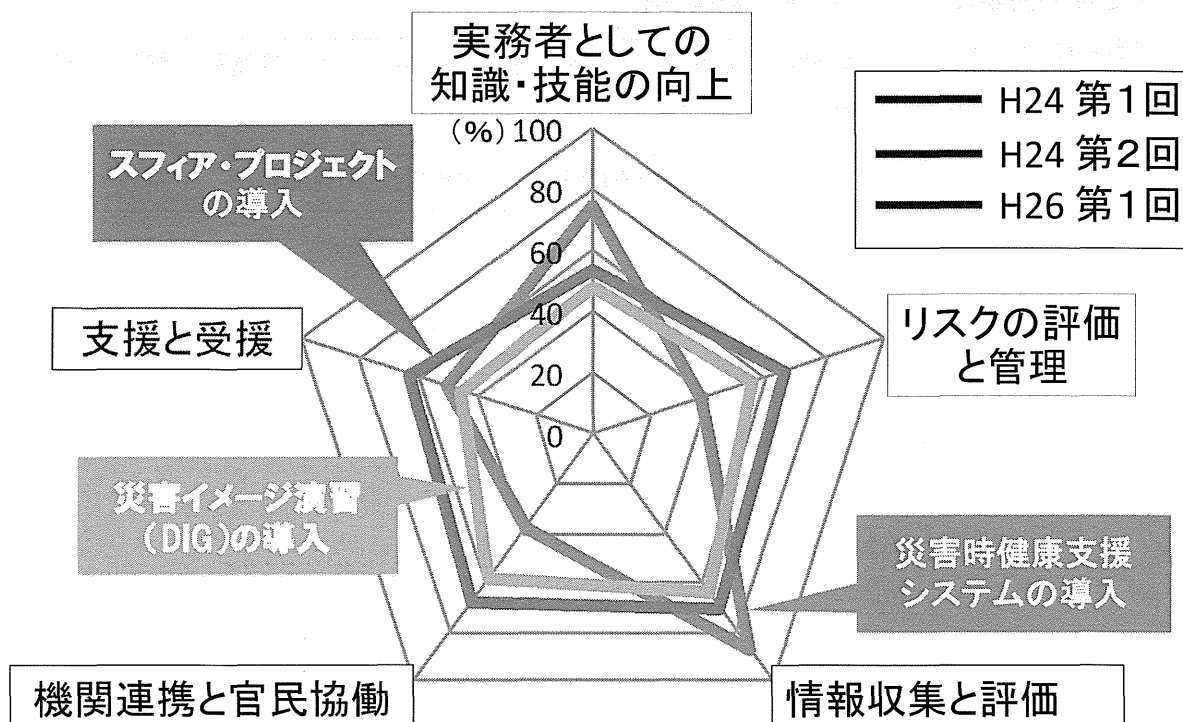 実務者としての
知識・技能の向上
(%) 100
80
60
40
20
0
H24 第1回
H24 第2回
H26 第1回
スフィア・プロジェクト
の導入
支援と受援
リスクの評価
と管理
災害イメージ演習
(DIG)の導入
災害時健康支援
システムの導入
機関連携と官民協働
情報収集と評価